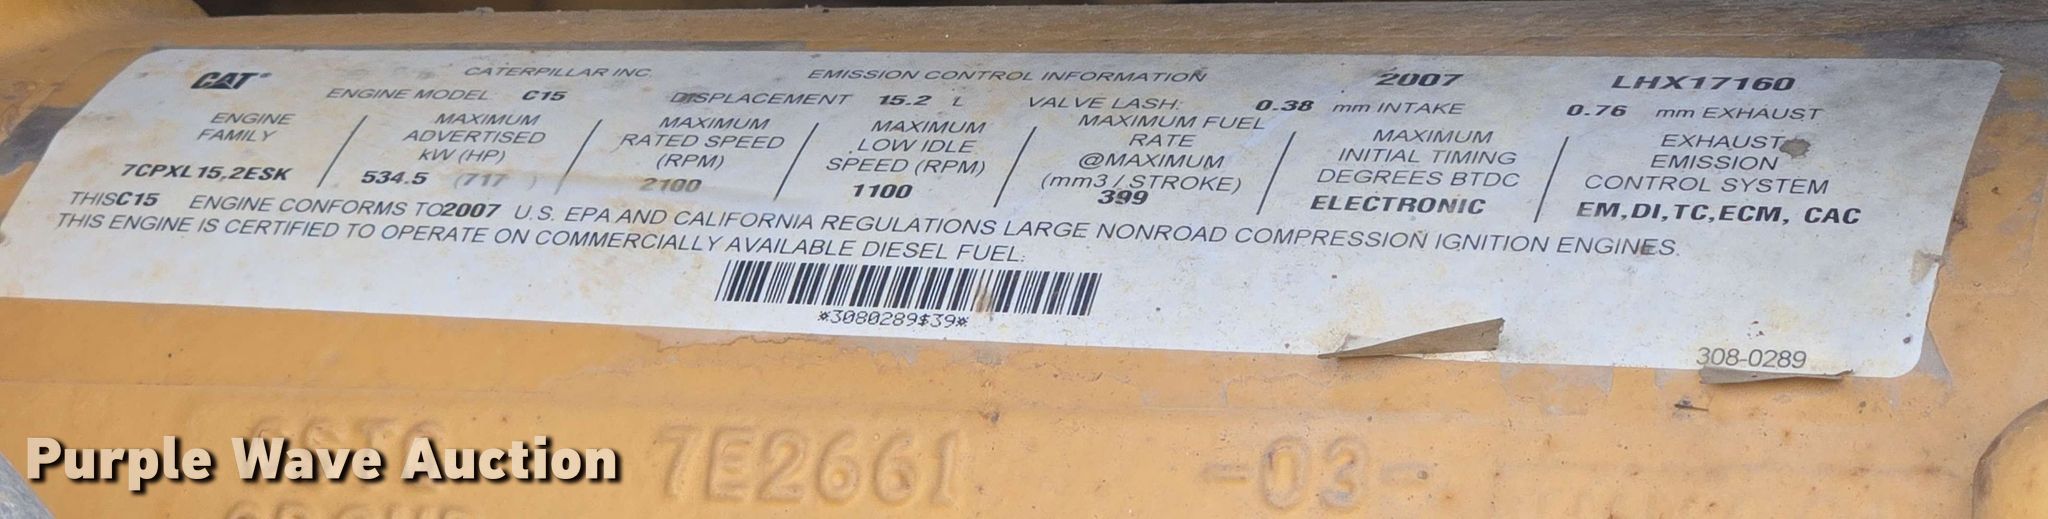 CAT® CATERPILLAR INC. EMISSION CONTROL INFORMATION 2007 LHX17160
ENGINE MODEL: C15 DISPLACEMENT 15.2 L VALVE LASH: 0.38 mm INTAKE 0.76 mm EXHAUST
ENGINE
FAMILY
7CPXL15.2ESK
MAXIMUM
ADVERTISED
kW (HP)
534.5 (717 )
MAXIMUM
RATED SPEED
(RPM)
2100
MAXIMUM
LOW IDLE
SPEED (RPM)
1100
MAXIMUM FUEL
RATE
@MAXIMUM
(mm3 / STROKE)
399
MAXIMUM
INITIAL TIMING
DEGREES BTDC
ELECTRONIC
EXHAUST
EMISSION
CONTROL SYSTEM
EM,DI,TC,ECM, CAC
THIS C15 ENGINE CONFORMS TO 2007 U.S. EPA AND CALIFORNIA REGULATIONS LARGE NONROAD COMPRESSION IGNITION ENGINES.
THIS ENGINE IS CERTIFIED TO OPERATE ON COMMERCIALLY AVAILABLE DIESEL FUEL.
*3080289$39*
308-0289
7E2661 -03-
Purple Wave Auction